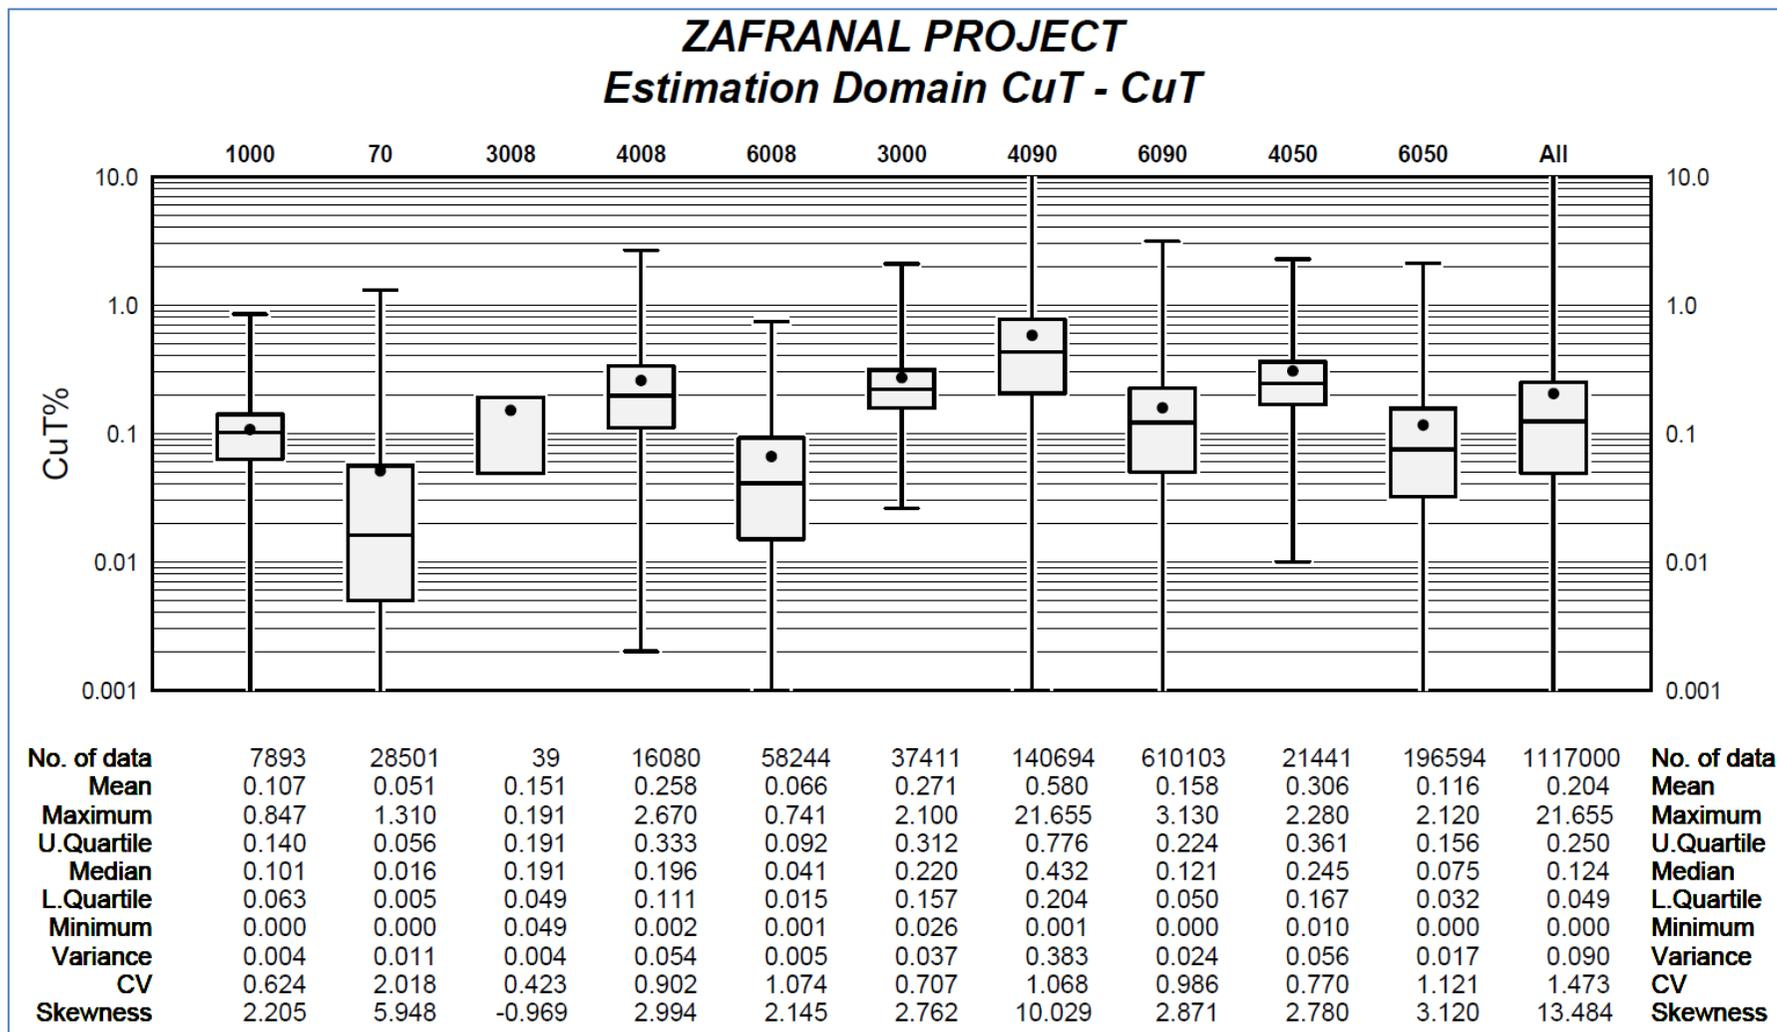 ZAFRANAL PROJECT
Estimation Domain CuT - CuT
1000 70 3008 4008 6008 3000 4090 6090 4050 6050 All
10.0 10.0
1.0 1.0
CuT%
0.1 0.1
0.01 0.01
0.001 0.001
No. of data 7893 28501 39 16080 58244 37411 140694 610103 21441 196594 1117000 No. of data
Mean 0.107 0.051 0.151 0.258 0.066 0.271 0.580 0.158 0.306 0.116 0.204 Mean
Maximum 0.847 1.310 0.191 2.670 0.741 2.100 21.655 3.130 2.280 2.120 21.655 Maximum
U.Quartile 0.140 0.056 0.191 0.333 0.092 0.312 0.776 0.224 0.361 0.156 0.250 U.Quartile
Median 0.101 0.016 0.191 0.196 0.041 0.220 0.432 0.121 0.245 0.075 0.124 Median
L.Quartile 0.063 0.005 0.049 0.111 0.015 0.157 0.204 0.050 0.167 0.032 0.049 L.Quartile
Minimum 0.000 0.000 0.049 0.002 0.001 0.026 0.001 0.000 0.010 0.000 0.000 Minimum
Variance 0.004 0.011 0.004 0.054 0.005 0.037 0.383 0.024 0.056 0.017 0.090 Variance
CV 0.624 2.018 0.423 0.902 1.074 0.707 1.068 0.986 0.770 1.121 1.473 CV
Skewness 2.205 5.948 -0.969 2.994 2.145 2.762 10.029 2.871 2.780 3.120 13.484 Skewness